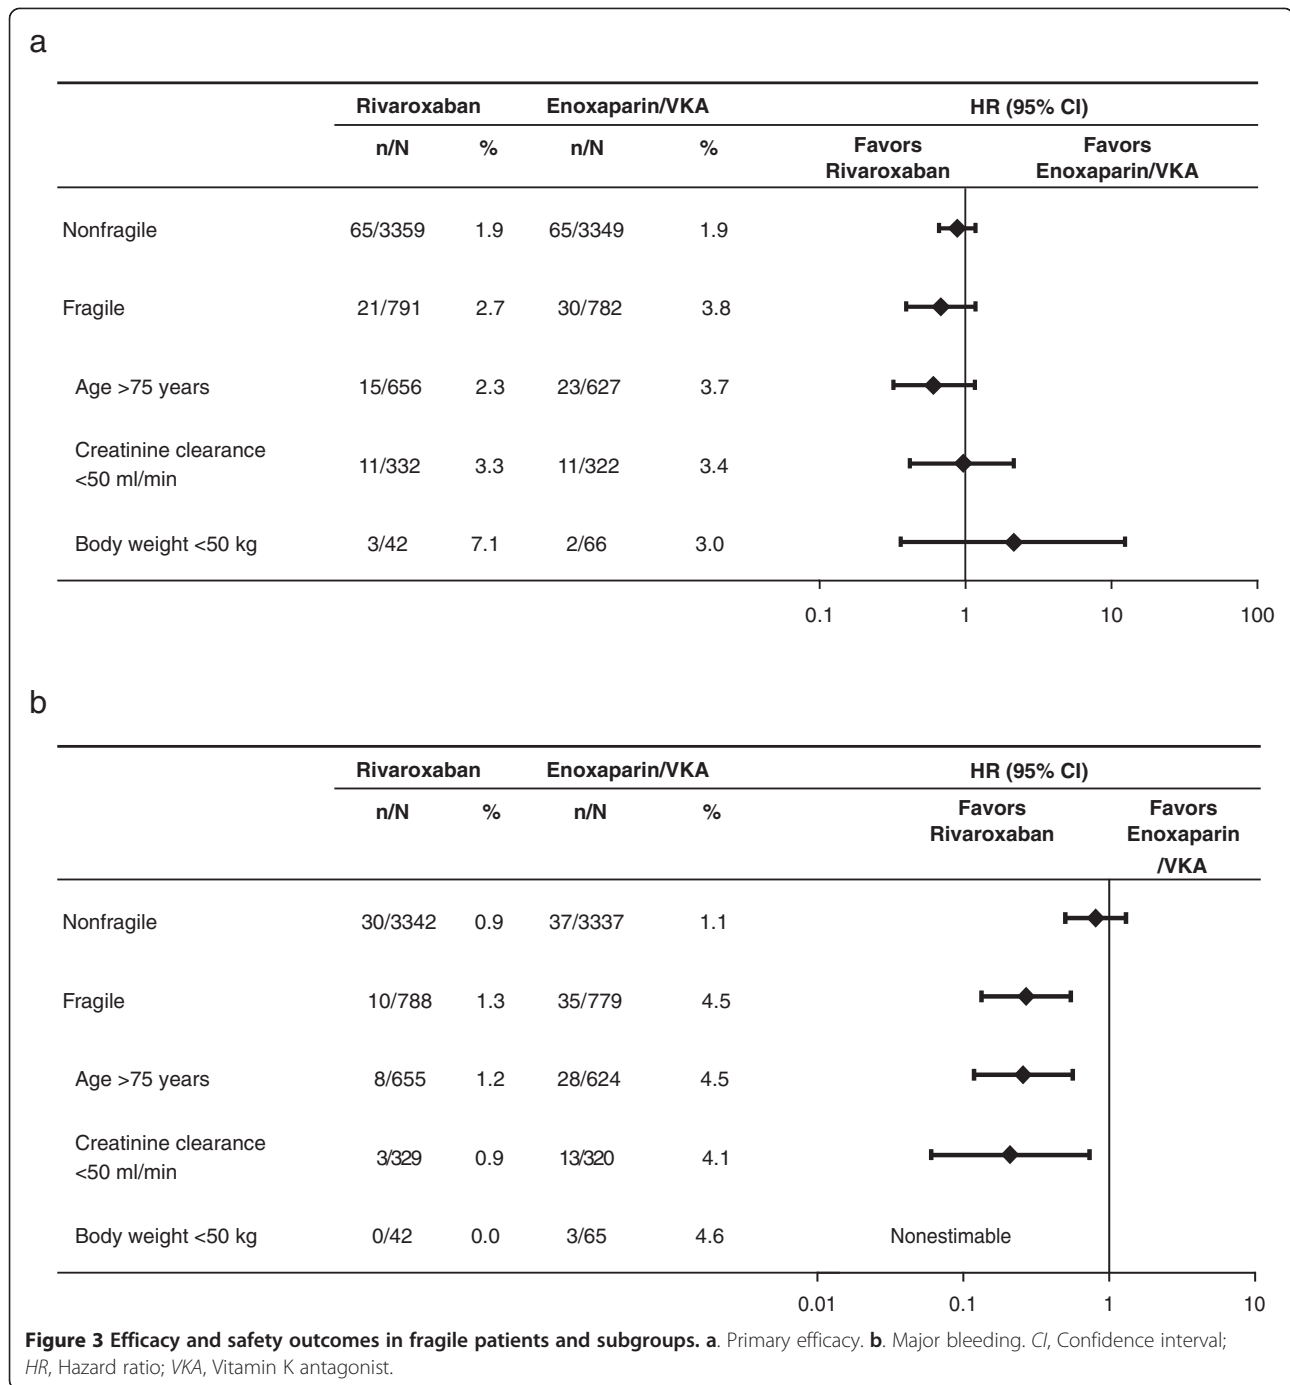 a
Rivaroxaban Enoxaparin/VKA HR (95% CI)
n/N % n/N % Favors Favors
Rivaroxaban Enoxaparin/VKA
Nonfragile 65/3359 1.9 65/3349 1.9
Fragile 21/791 2.7 30/782 3.8
Age >75 years 15/656 2.3 23/627 3.7
Creatinine clearance
<50 ml/min 11/332 3.3 11/322 3.4
Body weight <50 kg 3/42 7.1 2/66 3.0
0.1 1 10 100
b
Rivaroxaban Enoxaparin/VKA HR (95% CI)
n/N % n/N % Favors Favors
Rivaroxaban Enoxaparin
/VKA
Nonfragile 30/3342 0.9 37/3337 1.1
Fragile 10/788 1.3 35/779 4.5
Age >75 years 8/655 1.2 28/624 4.5
Creatinine clearance
<50 ml/min 3/329 0.9 13/320 4.1
Body weight <50 kg 0/42 0.0 3/65 4.6 Nonestimable
0.01 0.1 1 10
Figure 3 Efficacy and safety outcomes in fragile patients and subgroups. a. Primary efficacy. b. Major bleeding. CI, Confidence interval;
HR, Hazard ratio; VKA, Vitamin K antagonist.